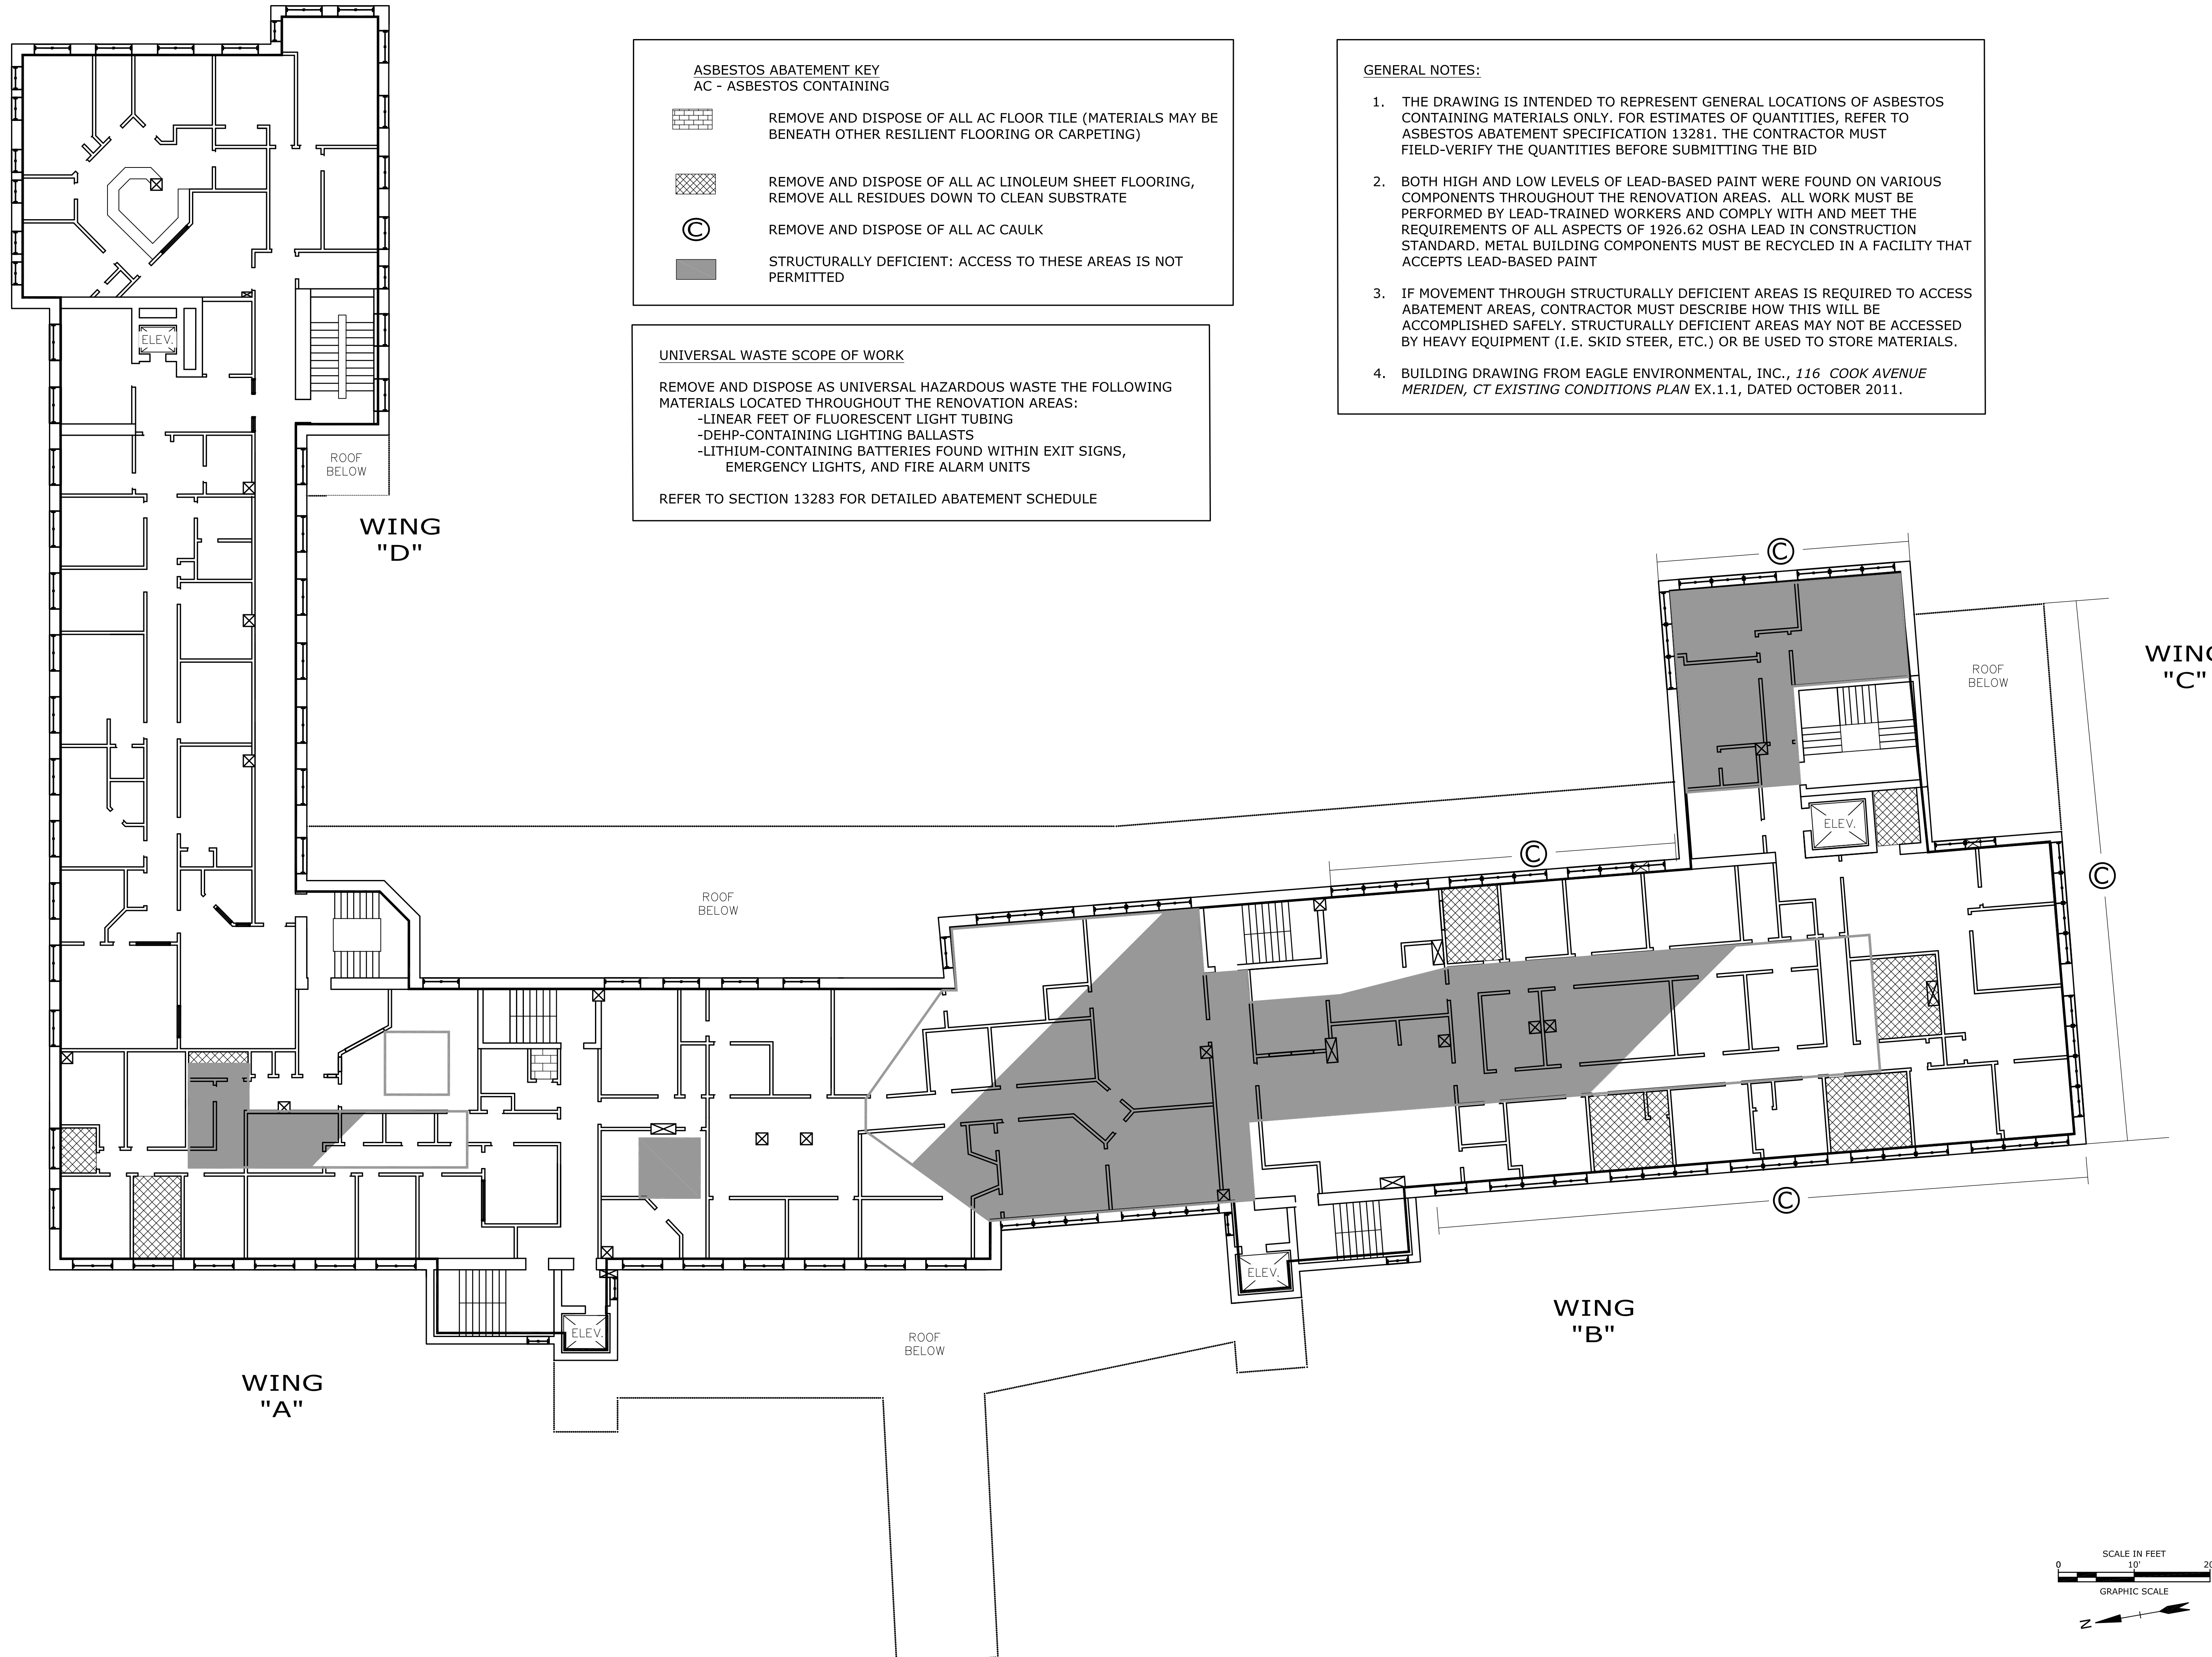 ASBESTOS ABATEMENT KEY
AC - ASBESTOS CONTAINING
REMOVE AND DISPOSE OF ALL AC FLOOR TILE (MATERIALS MAY BE
BENEATH OTHER RESILIENT FLOORING OR CARPETING)
REMOVE AND DISPOSE OF ALL AC LINOLEUM SHEET FLOORING,
REMOVE ALL RESIDUES DOWN TO CLEAN SUBSTRATE
© REMOVE AND DISPOSE OF ALL AC CAULK
STRUCTURALLY DEFICIENT: ACCESS TO THESE AREAS IS NOT
PERMITTED
UNIVERSAL WASTE SCOPE OF WORK
REMOVE AND DISPOSE AS UNIVERSAL HAZARDOUS WASTE THE FOLLOWING
MATERIALS LOCATED THROUGHOUT THE RENOVATION AREAS:
-LINEAR FEET OF FLUORESCENT LIGHT TUBING
-DEHP-CONTAINING LIGHTING BALLASTS
-LITHIUM-CONTAINING BATTERIES FOUND WITHIN EXIT SIGNS,
EMERGENCY LIGHTS, AND FIRE ALARM UNITS
REFER TO SECTION 13283 FOR DETAILED ABATEMENT SCHEDULE
GENERAL NOTES:
1. THE DRAWING IS INTENDED TO REPRESENT GENERAL LOCATIONS OF ASBESTOS
CONTAINING MATERIALS ONLY. FOR ESTIMATES OF QUANTITIES, REFER TO
ASBESTOS ABATEMENT SPECIFICATION 13281. THE CONTRACTOR MUST
FIELD-VERIFY THE QUANTITIES BEFORE SUBMITTING THE BID
2. BOTH HIGH AND LOW LEVELS OF LEAD-BASED PAINT WERE FOUND ON VARIOUS
COMPONENTS THROUGHOUT THE RENOVATION AREAS. ALL WORK MUST BE
PERFORMED BY LEAD-TRAINED WORKERS AND COMPLY WITH AND MEET THE
REQUIREMENTS OF ALL ASPECTS OF 1926.62 OSHA LEAD IN CONSTRUCTION
STANDARD. METAL BUILDING COMPONENTS MUST BE RECYCLED IN A FACILITY THAT
ACCEPTS LEAD-BASED PAINT
3. IF MOVEMENT THROUGH STRUCTURALLY DEFICIENT AREAS IS REQUIRED TO ACCESS
ABATEMENT AREAS, CONTRACTOR MUST DESCRIBE HOW THIS WILL BE
ACCOMPLISHED SAFELY. STRUCTURALLY DEFICIENT AREAS MAY NOT BE ACCESSED
BY HEAVY EQUIPMENT (I.E. SKID STEER, ETC.) OR BE USED TO STORE MATERIALS.
4. BUILDING DRAWING FROM EAGLE ENVIRONMENTAL, INC., 116 COOK AVENUE
MERIDEN, CT EXISTING CONDITIONS PLAN EX.1.1, DATED OCTOBER 2011.
ELEV.
ROOF
BELOW
WING
"D"
©
ROOF
BELOW
WING
"C"
ELEV.
©
©
ROOF
BELOW
©
ELEV.
ELEV.
ROOF
BELOW
WING
"B"
WING
"A"
SCALE IN FEET
0 10' 20
GRAPHIC SCALE
N